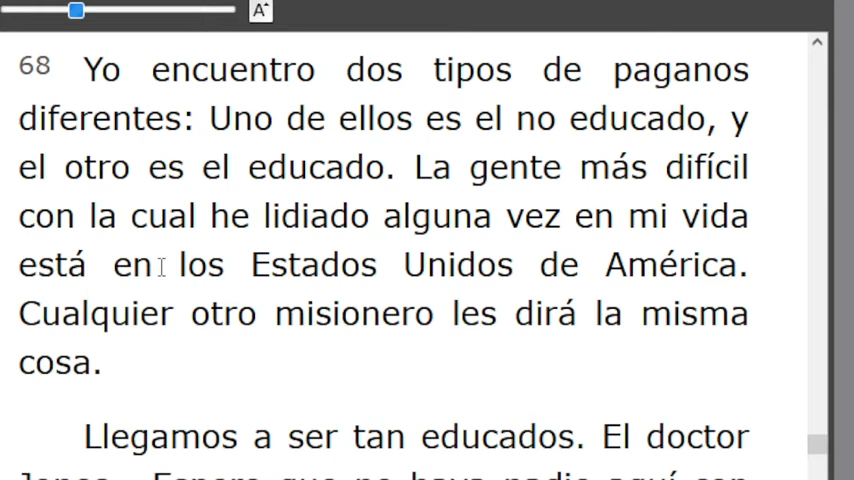 A
68 Yo encuentro dos tipos de paganos
diferentes: Uno de ellos es el no educado, y
el otro es el educado. La gente más difícil
con la cual he lidiado alguna vez en mi vida
está en los Estados Unidos de América.
Cualquier otro misionero les dirá la misma
cosa.
Llegamos a ser tan educados. El doctor